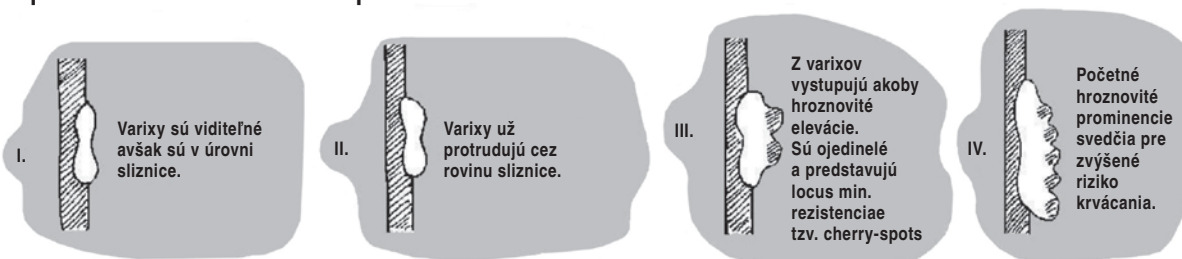 I.
Varixy sú viditeľné
avšak sú v úrovni
sliznice.
II.
Varixy už
protrudujú cez
rovinu sliznice.
III.
Z varixov
vystupujú akoby
hroznovité
elevácie.
Sú ojedinelé
a predstavujú
locus min.
rezistenciae
tzv. cherry-spots
IV.
Početné
hroznovité
prominencie
svedčia pre
zvýšené
riziko
krvácania.